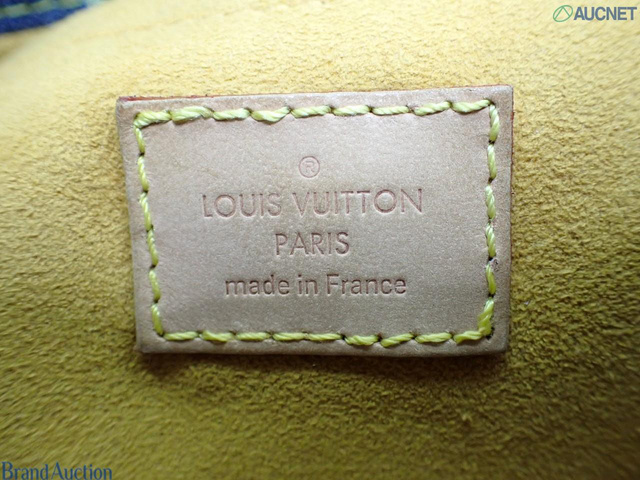 AUCNET
®
LOUIS VUITTON
PARIS
made in France
BrandAuction